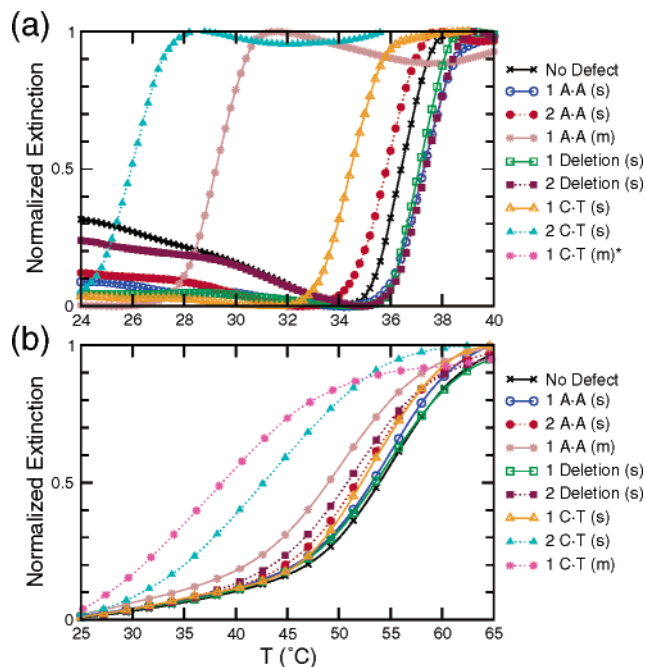 (a)
Normalized Extinction
1
0.5
0
24 26 28 30 32 34 36 38 40
No Defect
1 A·A (s)
2 A·A (s)
1 A·A (m)
1 Deletion (s)
2 Deletion (s)
1 C·T (s)
2 C·T (s)
1 C·T (m)*
(b)
Normalized Extinction
1
0.5
0
25 30 35 40 45 50 55 60 65
T (˚C)
No Defect
1 A·A (s)
2 A·A (s)
1 A·A (m)
1 Deletion (s)
2 Deletion (s)
1 C·T (s)
2 C·T (s)
1 C·T (m)